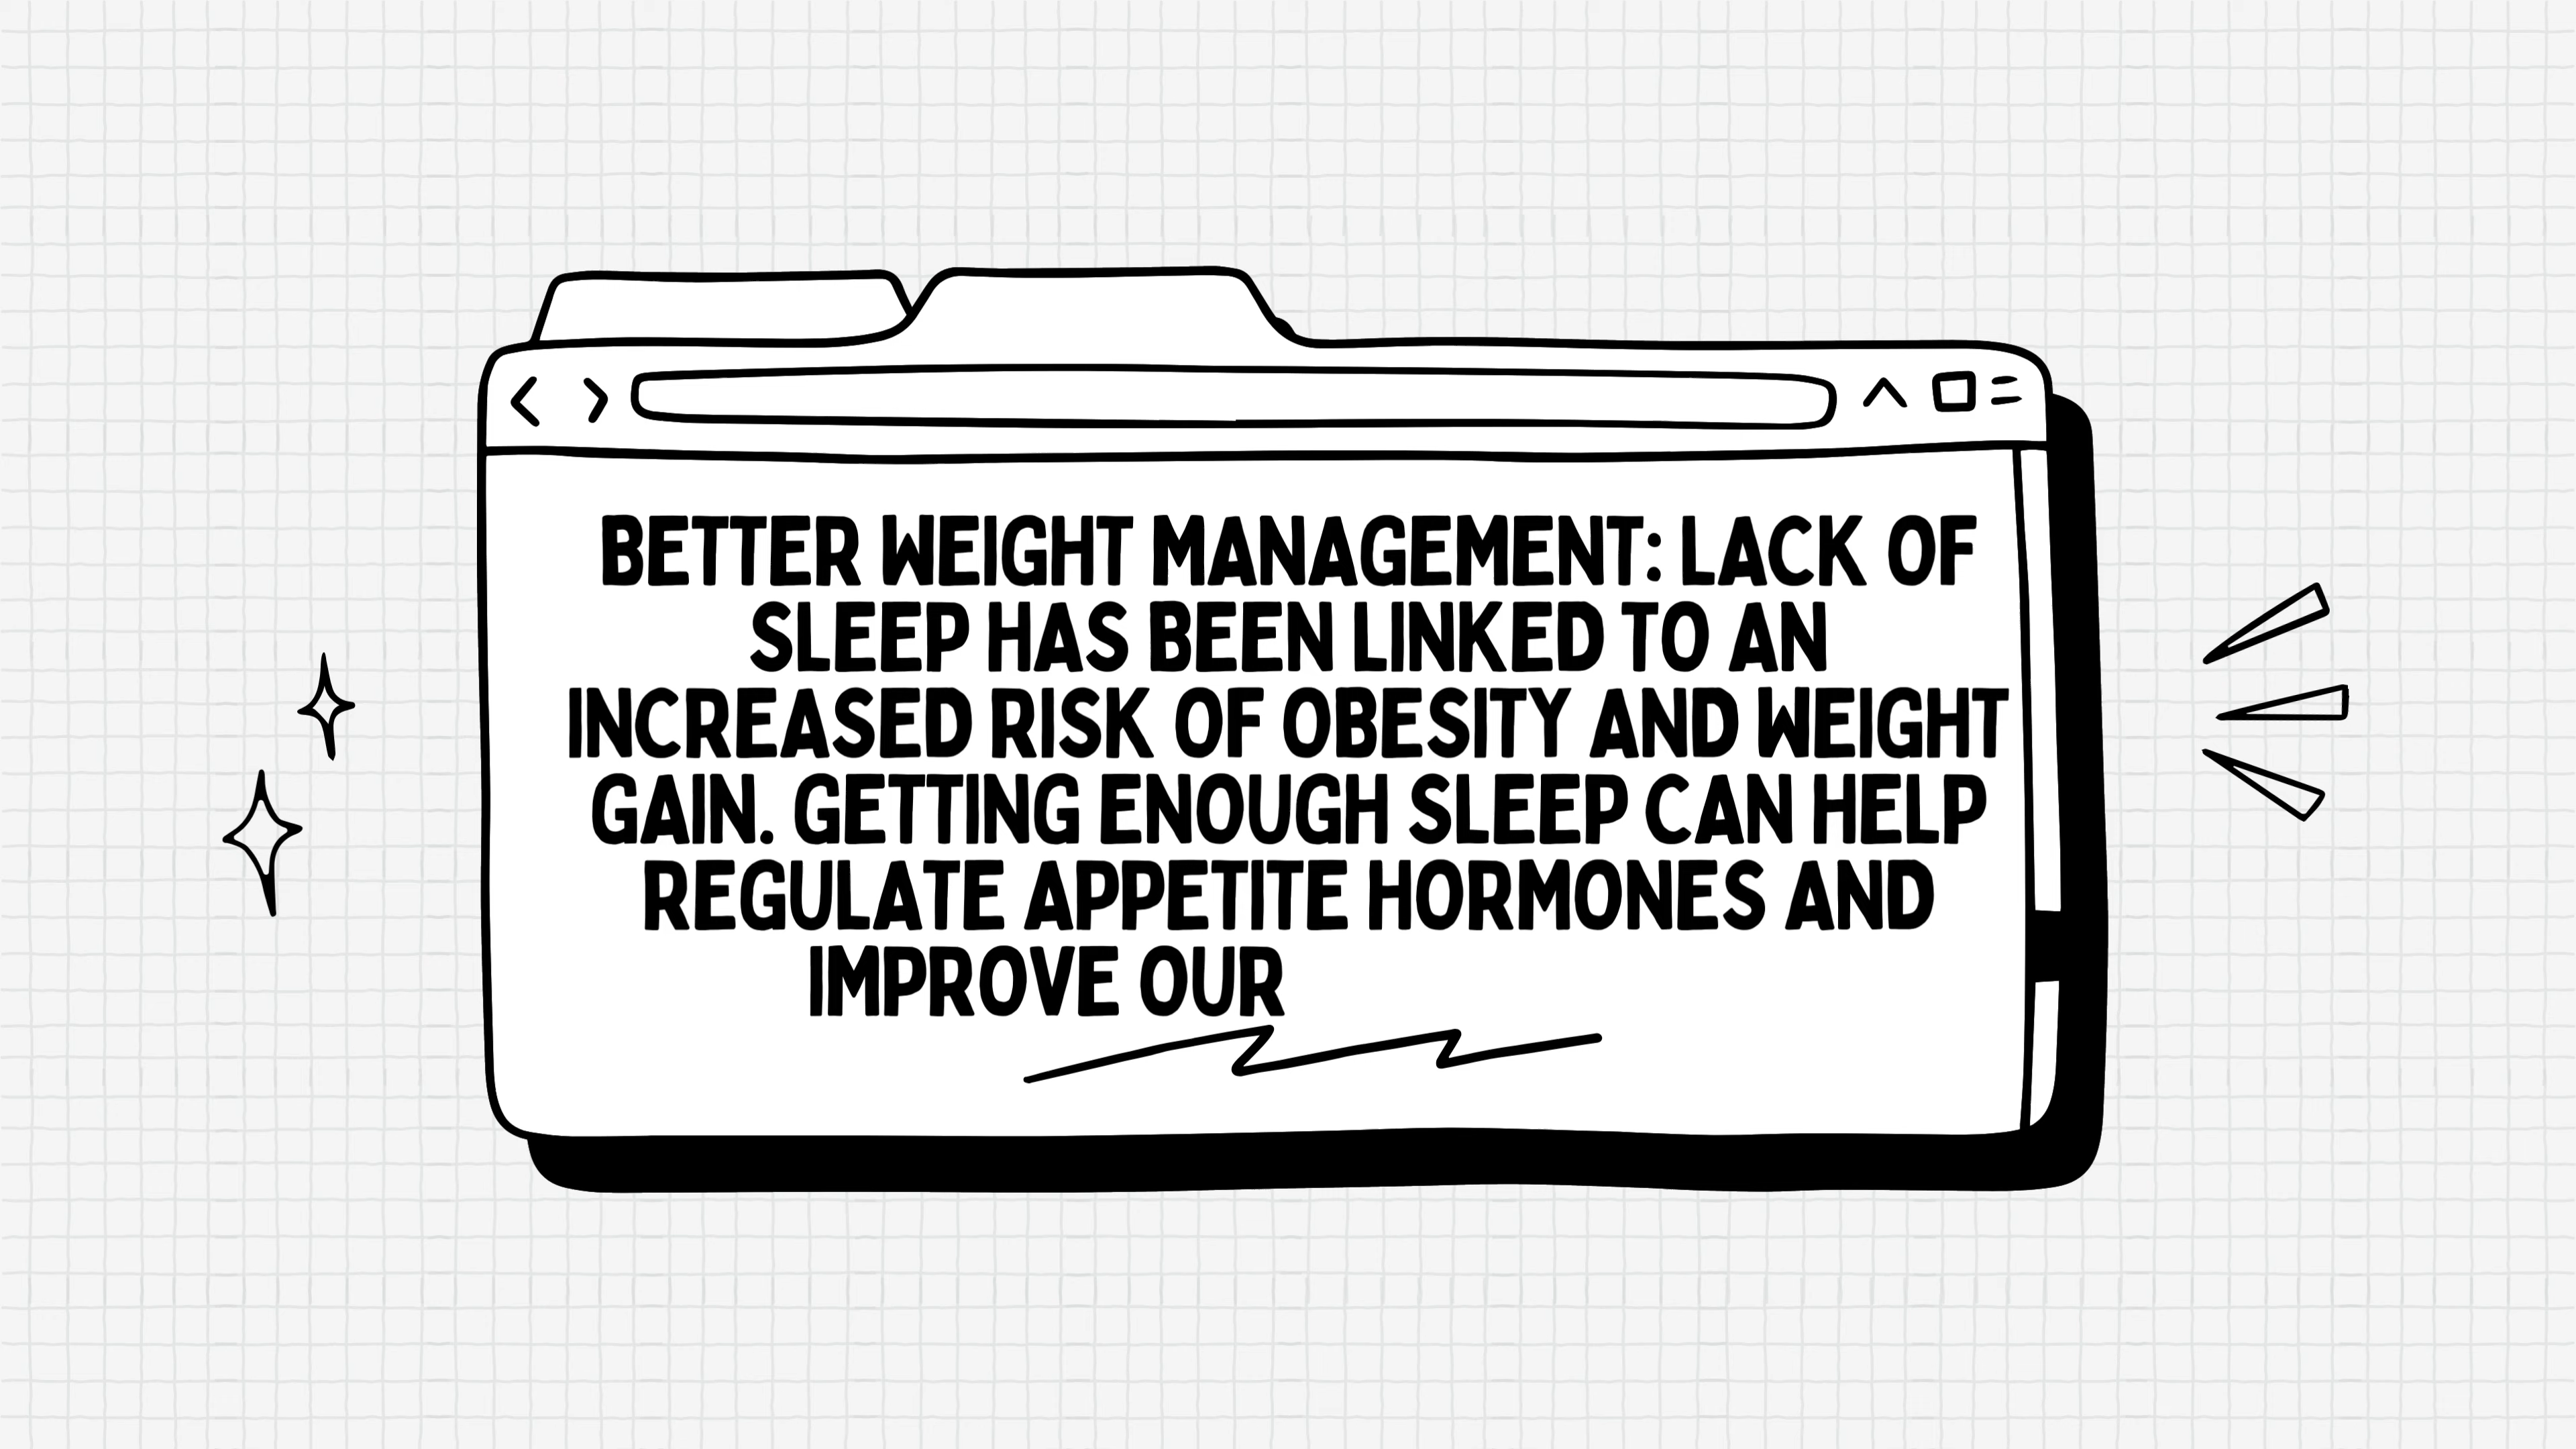 BETTER WEIGHT MANAGEMENT: LACK OF
SLEEP HAS BEEN LINKED TO AN
INCREASED RISK OF OBESITY AND WEIGHT
GAIN. GETTING ENOUGH SLEEP CAN HELP
REGULATE APPETITE HORMONES AND
IMPROVE OUR